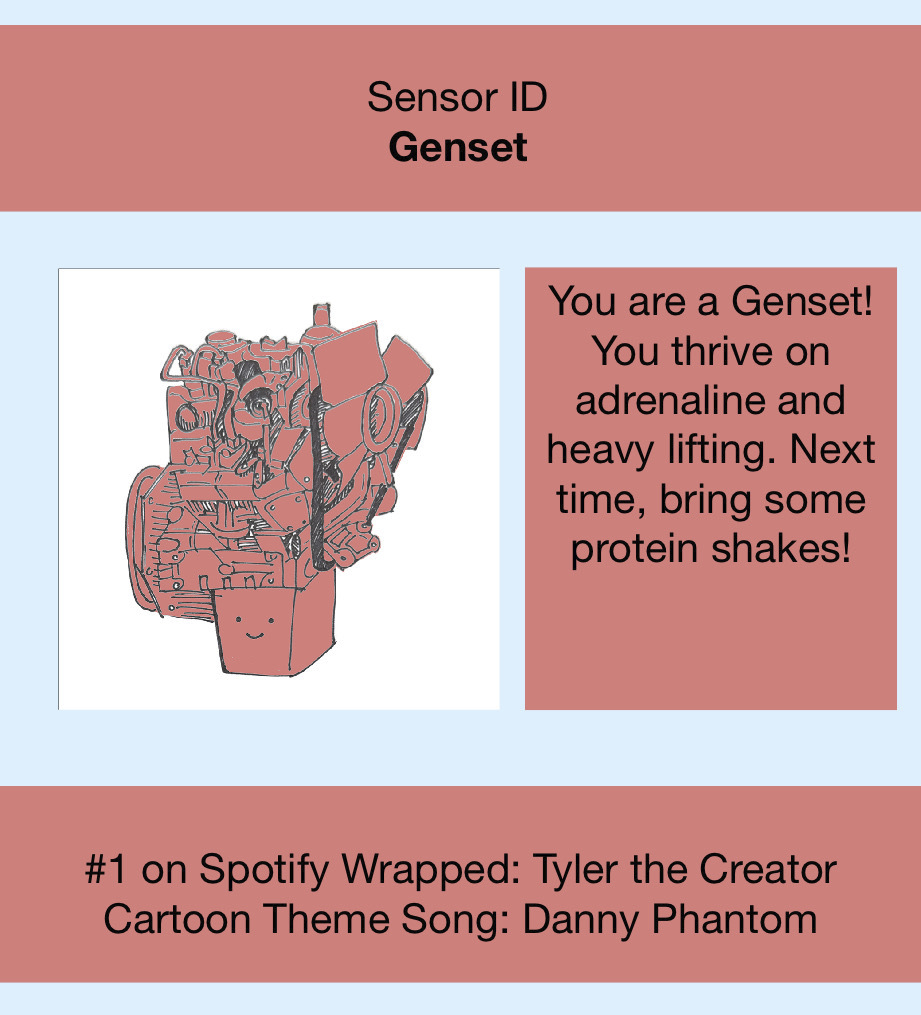 Sensor ID
Genset
You are a Genset!
You thrive on
adrenaline and
heavy lifting. Next
time, bring some
protein shakes!
#1 on Spotify Wrapped: Tyler the Creator
Cartoon Theme Song: Danny Phantom